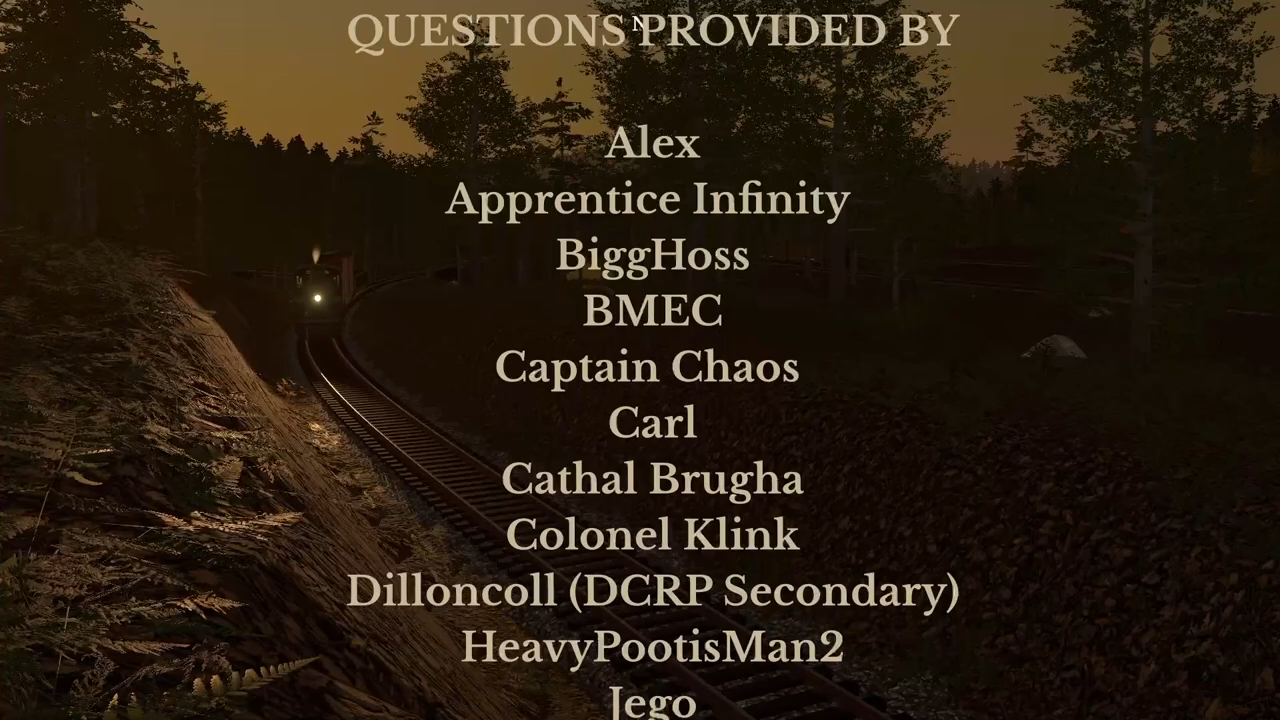 QUESTIONS PROVIDED BY
N
Alex
Apprentice Infinity
BiggHoss
BMEC
Captain Chaos
Carl
Cathal Brugha
Colonel Klink
Dilloncoll (DCRP Secondary)
HeavyPootisMan2
Jego